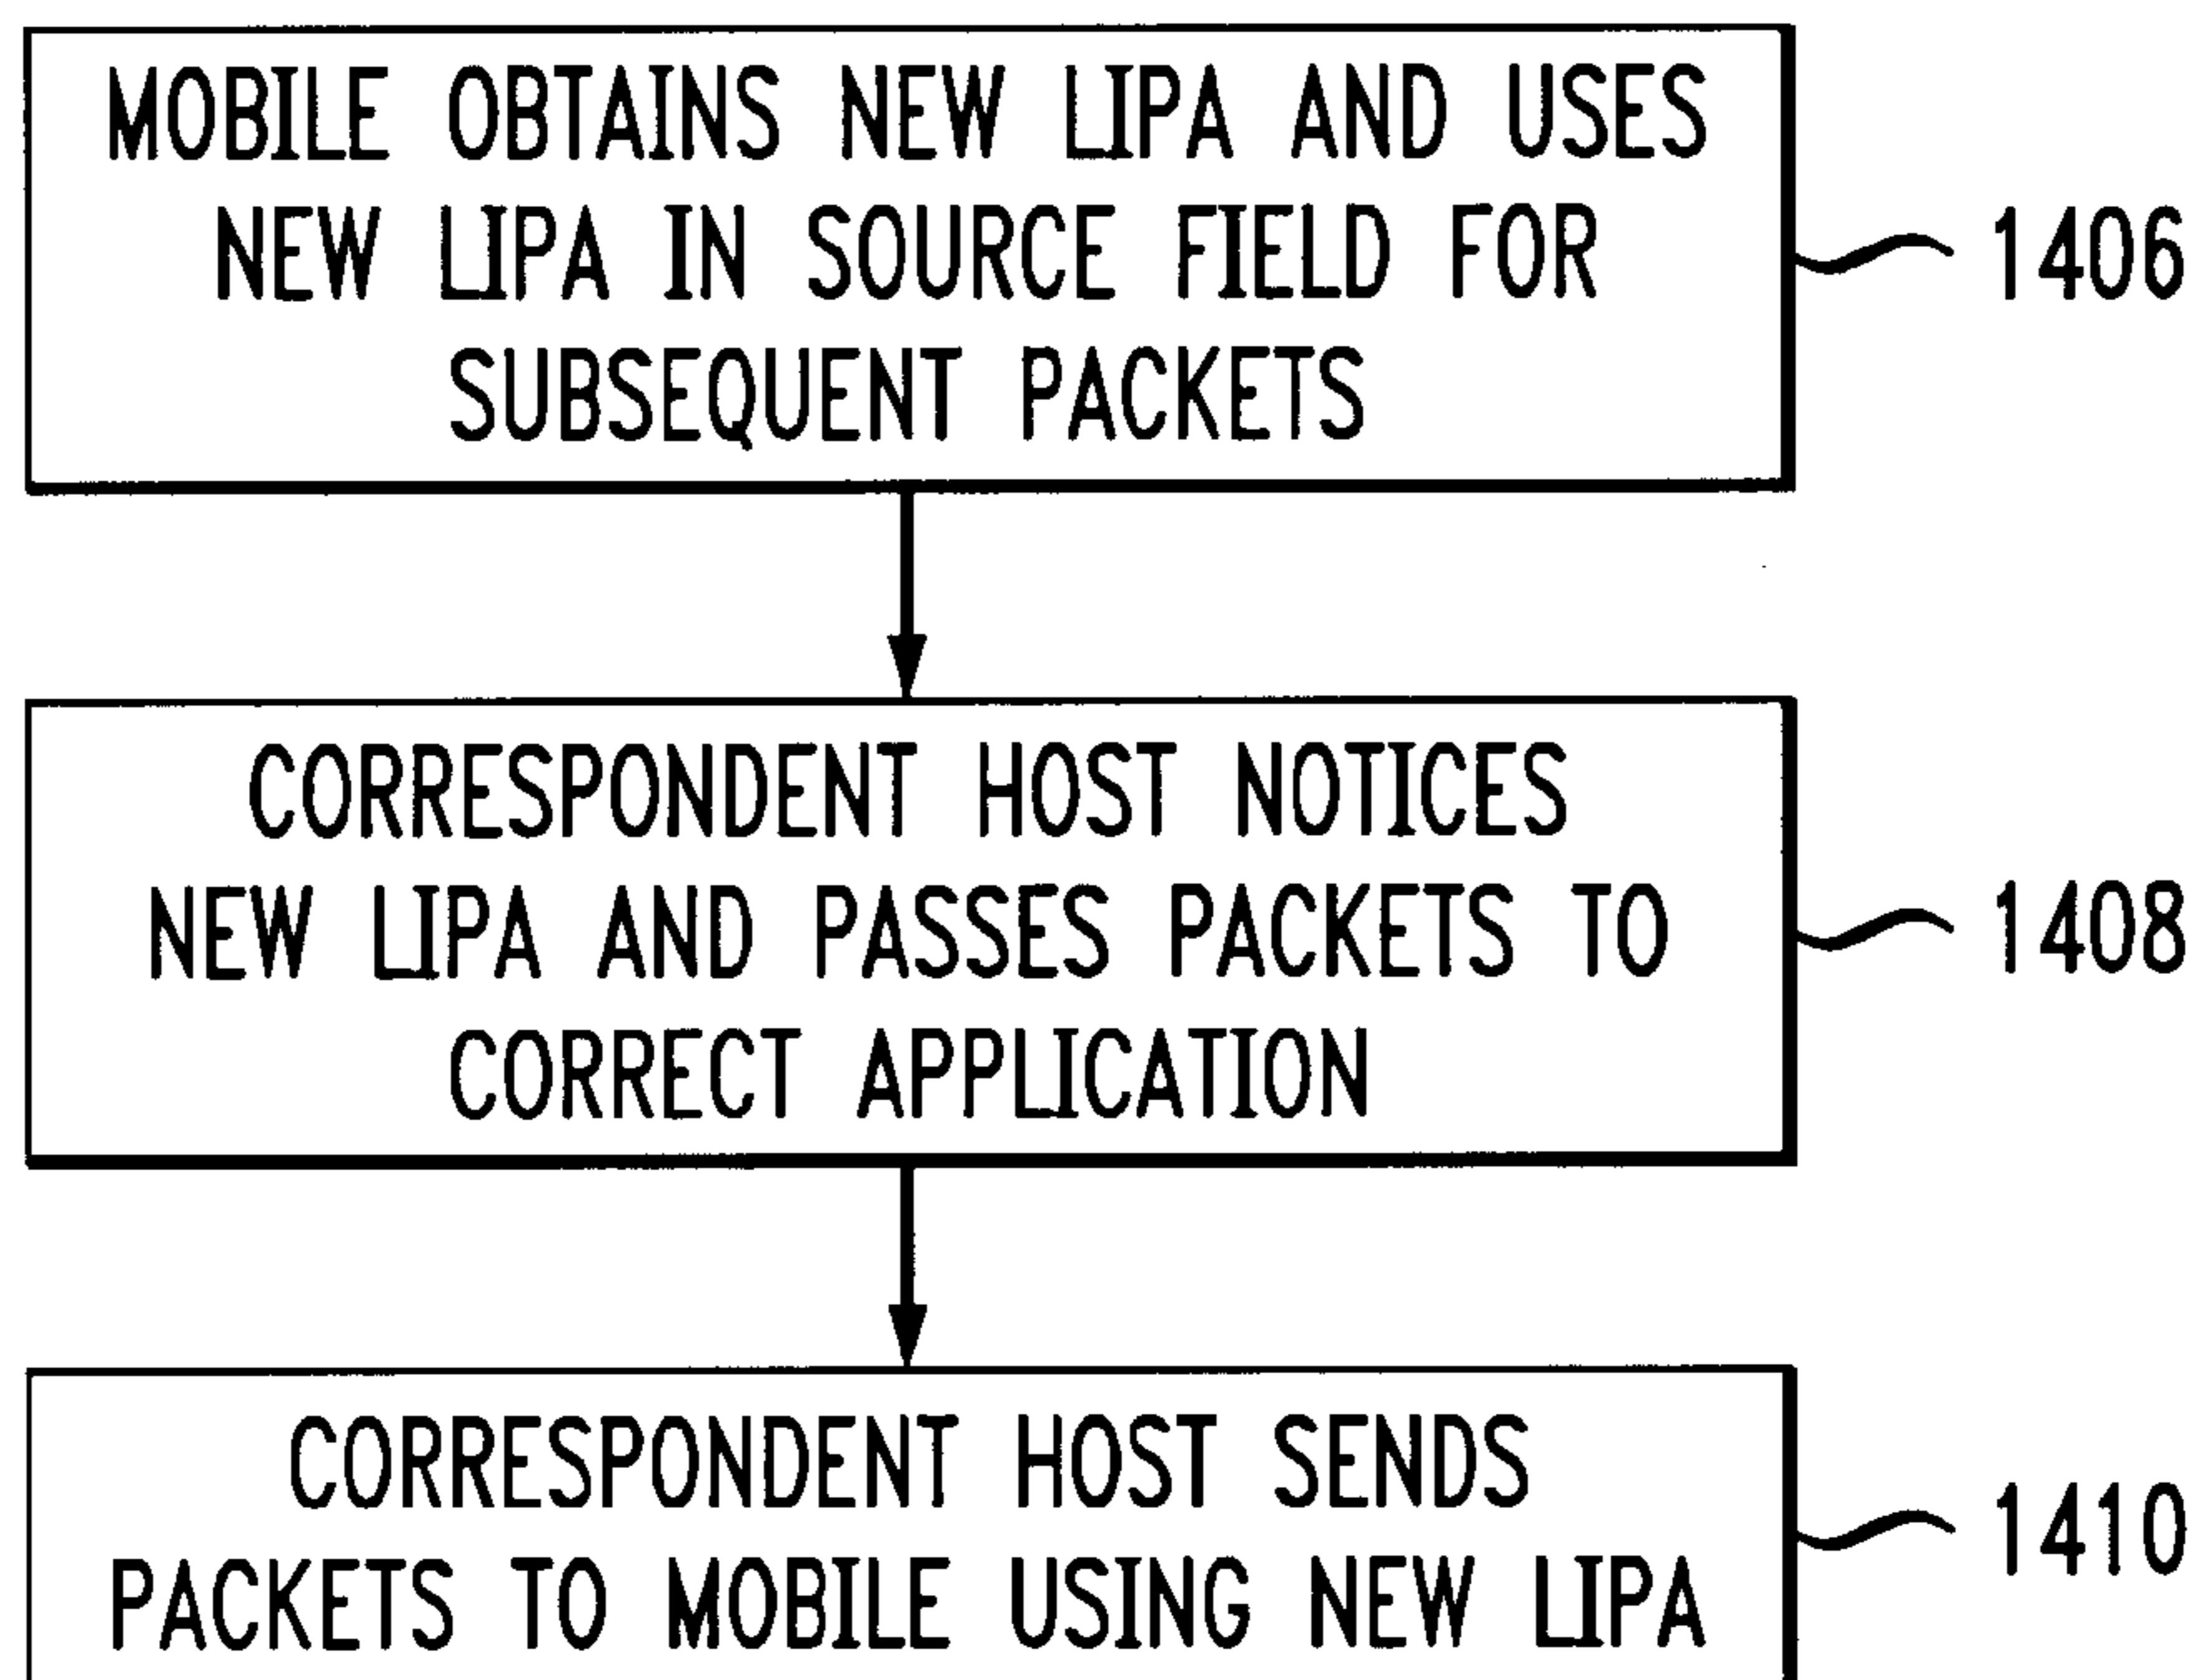 MOBILE OBTAINS NEW LIPA AND USES
NEW LIPA IN SOURCE FIELD FOR
SUBSEQUENT PACKETS
1406
CORRESPONDENT HOST NOTICES
NEW LIPA AND PASSES PACKETS TO
CORRECT APPLICATION
1408
CORRESPONDENT HOST SENDS
PACKETS TO MOBILE USING NEW LIPA
1410